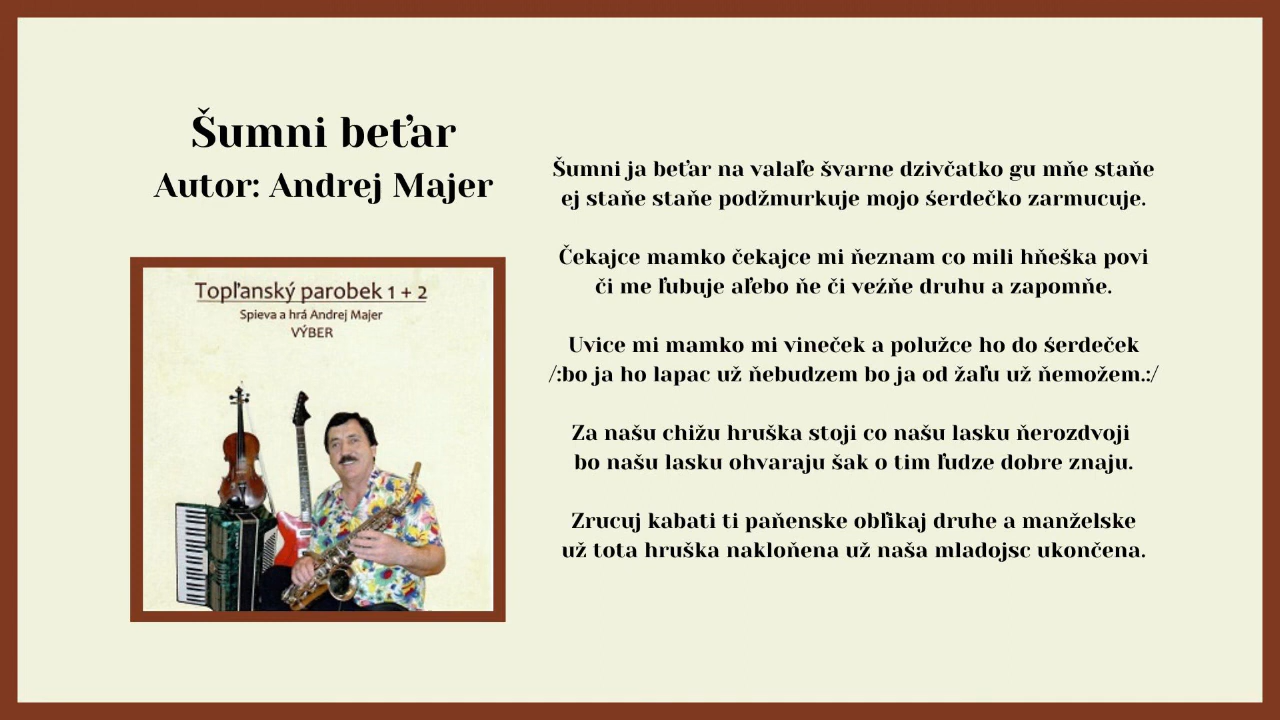 Šumni beťar
Autor: Andrej Majer
Topľanský parobek 1 + 2
Spieva a hrá Andrej Majer
VÝBER
Šumni ja beťar na valaľe švarne dzivčatko gu mňe staňe
ej staňe staňe podžmurkuje mojo śerdečko zarmucuje.
Čekajce mamko čekajce mi ňeznam co mili hňeška povi
či me ľubuje aľebo ňe či veźňe druhu a zapomňe.
Uvice mi mamko mi vineček a polužce ho do śerdeček
/:bo ja ho lapac už ňebudzem bo ja od žaľu už ňemožem.:/
Za našu chižu hruška stoji co našu lasku ňerozdvoji
bo našu lasku ohvaraju šak o tim ľudze dobre znaju.
Zrucuj kabati ti paňenske obľikaj druhe a manželske
už tota hruška nakloňena už naša mladojsc ukončena.